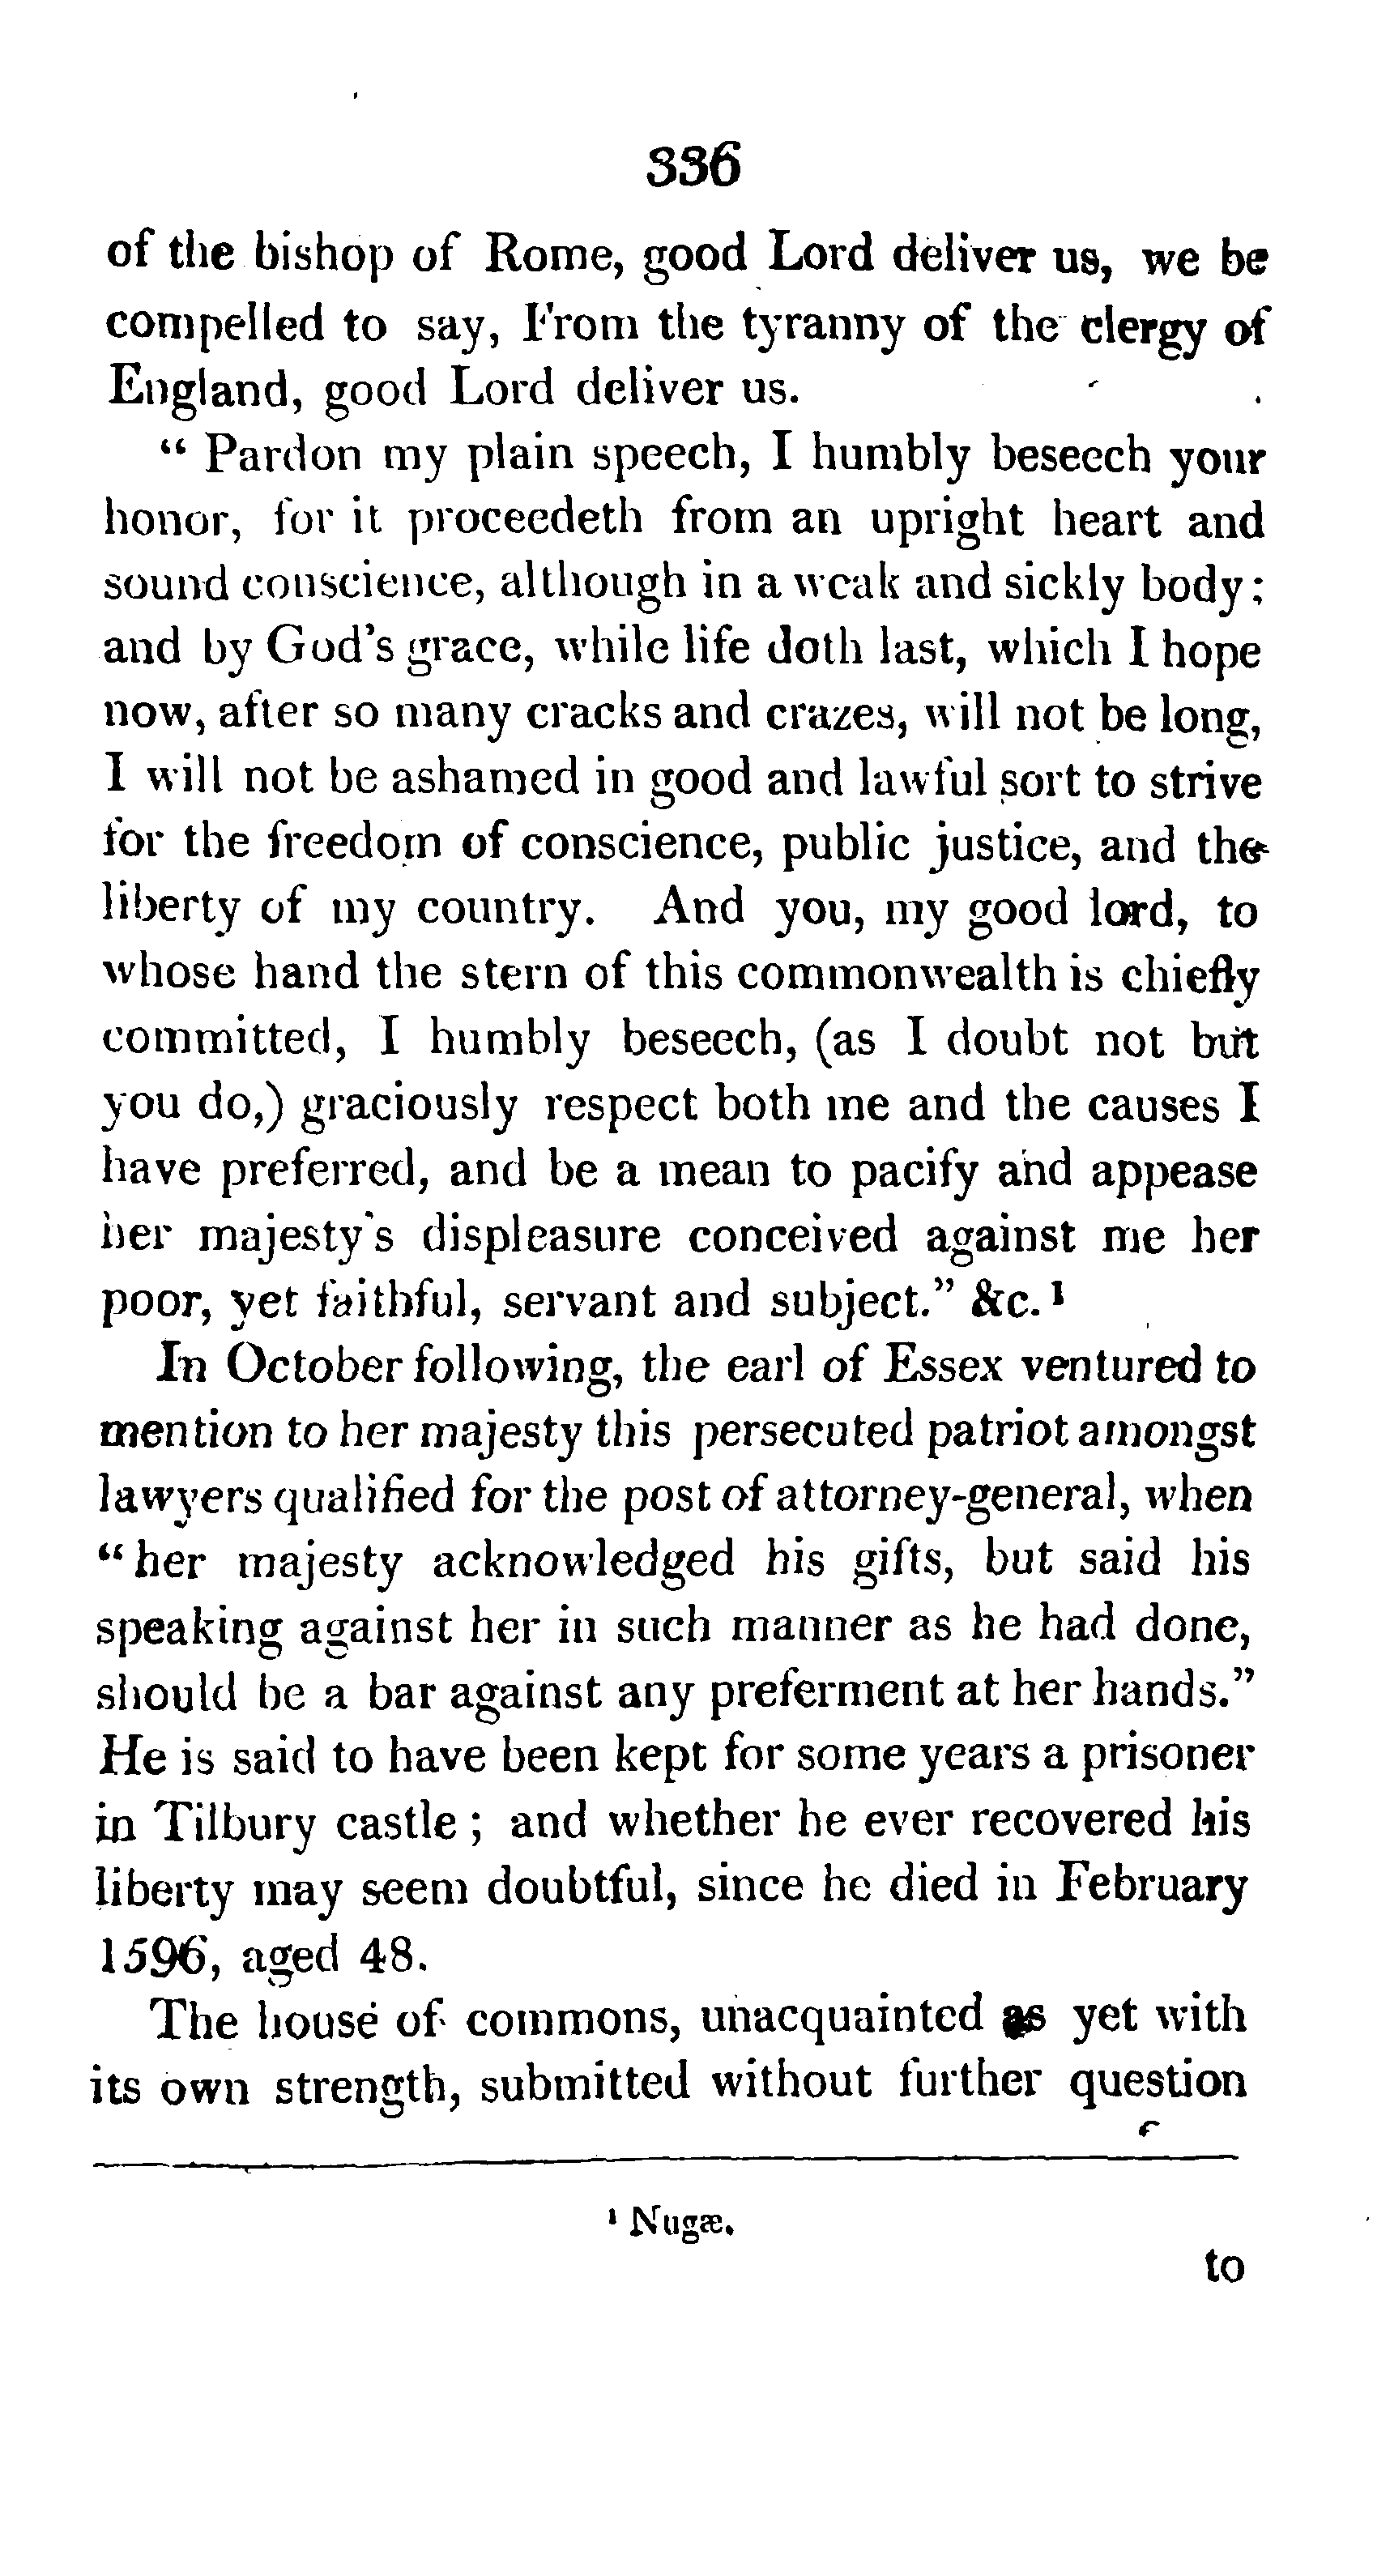 336
of the bishop of Rome, good Lord deliver us, we be
compelled to say, From the tyranny of the clergy of
England, good Lord deliver us.
“ Pardon my plain speech, I humbly beseech your
honor, for it proceedeth from an upright heart and
sound conscience, although in a weak and sickly body;
and by God's grace, while life doth last, which I hope
now, after so many cracks and crazes, will not be long,
I will not be ashamed in good and lawful sort to strive
for the freedom of conscience, public justice, and the
liberty of my country. And you, my good lord, to
whose hand the stern of this commonwealth is chiefly
committed, I humbly beseech, (as I doubt not but
you do,) graciously respect both me and the causes I
have preferred, and be a mean to pacify and appease
her majesty's displeasure conceived against me her
poor, yet faithful, servant and subject.” &c.¹
In October following, the earl of Essex ventured to
mention to her majesty this persecuted patriot amongst
lawyers qualified for the post of attorney-general, when
“ her majesty acknowledged his gifts, but said his
speaking against her in such manner as he had done,
should be a bar against any preferment at her hands.”
He is said to have been kept for some years a prisoner
in Tilbury castle ; and whether he ever recovered his
liberty may seem doubtful, since he died in February
1596, aged 48.
The house of commons, unacquainted as yet with
its own strength, submitted without further question
¹ Nugæ.
to